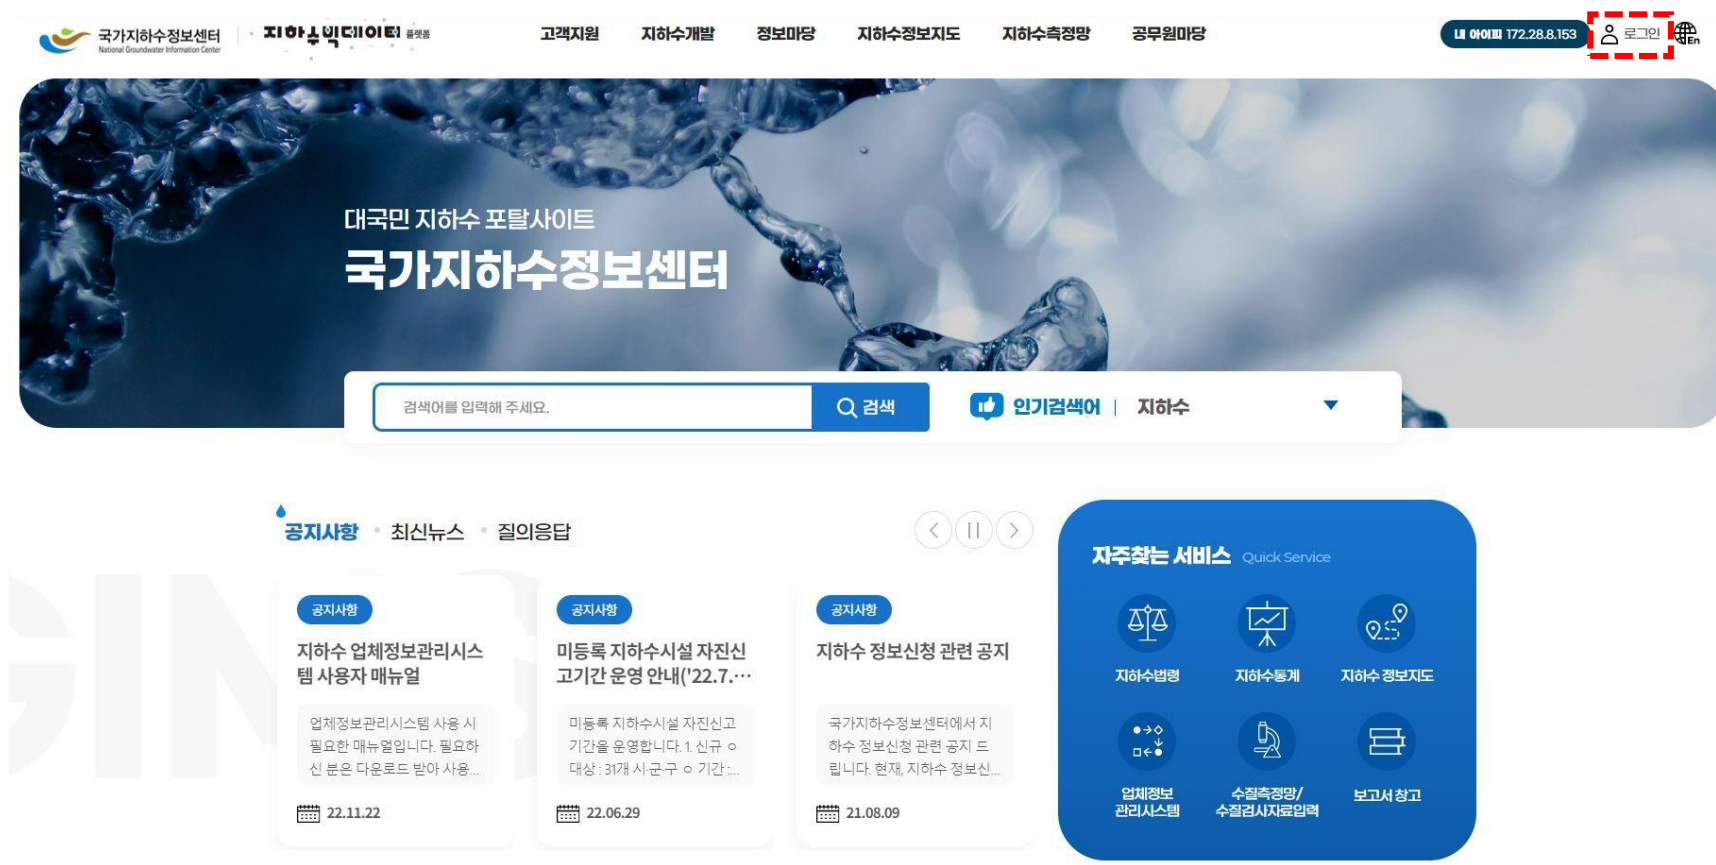 국가지하수정보센터
National Groundwater Information Center
지하수빅데이터 플랫폼
고객지원
지하수개발
정보마당
지하수정보지도
지하수측정망
공무원마당
내 아이피 172.28.8.153
로그인
En
대국민 지하수 포탈사이트
국가지하수정보센터
검색어를 입력해 주세요.
검색
인기검색어
지하수
공지사항
최신뉴스
질의응답
공지사항
지하수 업체정보관리시스
템 사용자 매뉴얼
업체정보관리시스템 사용 시
필요한 매뉴얼입니다. 필요하
신 분은 다운로드 받아 사용...
22.11.22
공지사항
미등록 지하수시설 자진신
고기간 운영 안내('22.7.…
미등록 지하수시설 자진신고
기간을 운영합니다. 1. 신규 ㅇ
대상 : 31개 시·군·구 ㅇ 기간 :...
22.06.29
공지사항
지하수 정보신청 관련 공지
국가지하수정보센터에서 지
하수 정보신청 관련 공지 드
립니다. 현재, 지하수 정보신...
21.08.09
자주찾는 서비스 Quick Service
지하수법령
지하수통계
지하수 정보지도
업체정보
관리시스템
수질측정망/
수질검사자료입력
보고서 창고